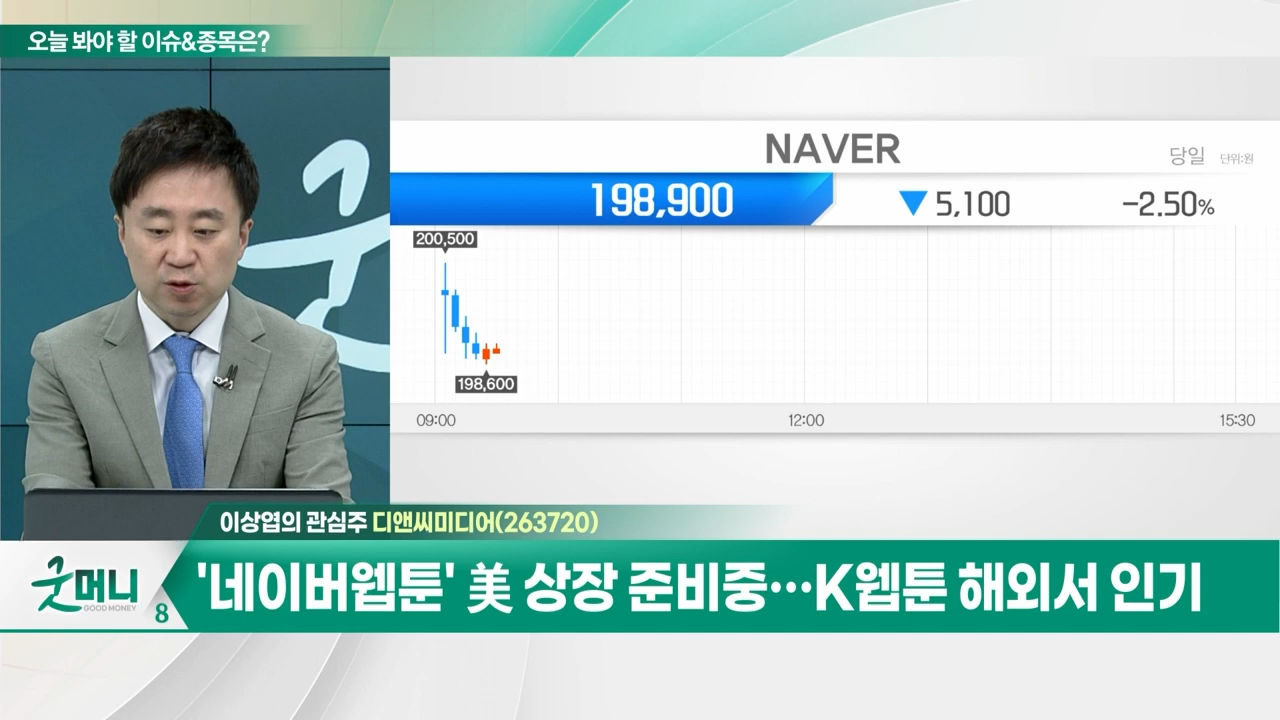 오늘 봐야 할 이슈&종목은?
NAVER
당일 단위:원
198,900 ▼ 5,100 -2.50%
200,500
198,600
09:00 12:00 15:30
이상엽의 관심주 디앤씨미디어(263720)
'네이버웹툰' 美 상장 준비중…K웹툰 해외서 인기
굿머니
GOOD MONEY
8